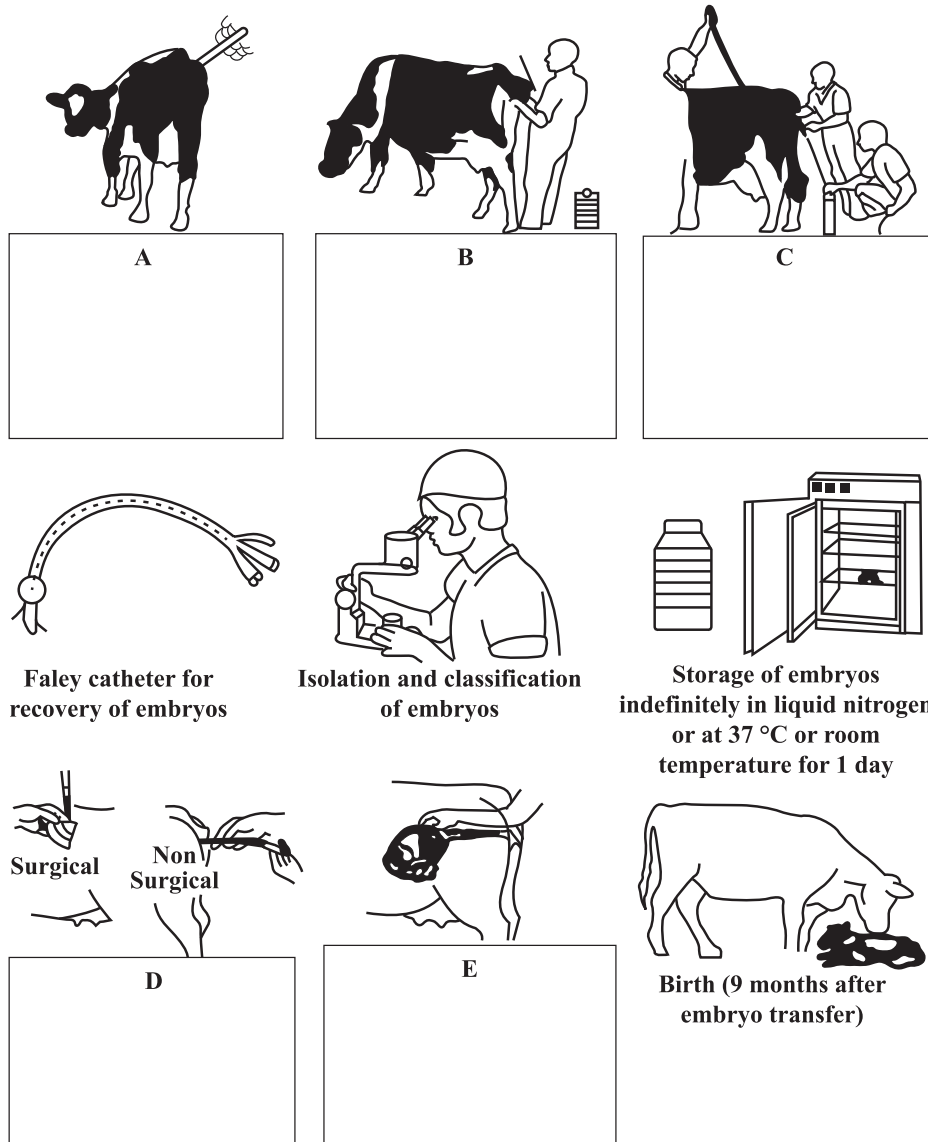 A
B
C
Faley catheter for
recovery of embryos
Isolation and classification
of embryos
Storage of embryos
indefinitely in liquid nitrogen
or at 37 °C or room
temperature for 1 day
Surgical
Non
Surgical
D
E
Birth (9 months after
embryo transfer)